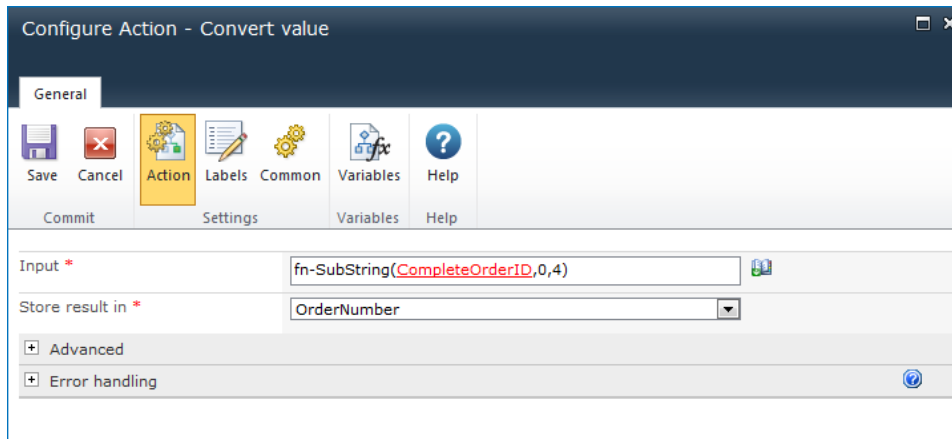 Configure Action - Convert value
General
Save Cancel Action Labels Common Variables Help
Commit Settings Variables Help
Input *
fn-SubString(CompleteOrderID,0,4)
Store result in *
OrderNumber
Advanced
Error handling